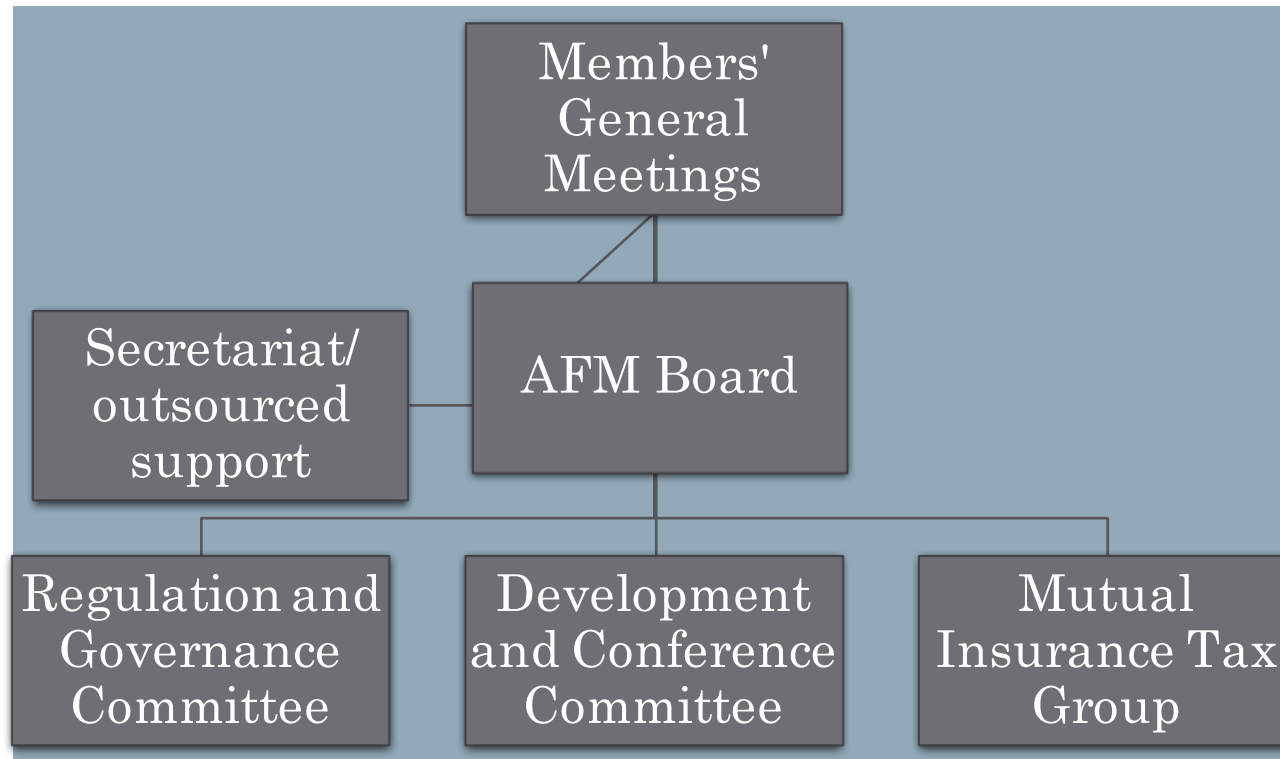 Members'
General
Meetings
Secretariat/
outsourced
support
AFM Board
Regulation and
Governance
Committee
Development
and Conference
Committee
Mutual
Insurance Tax
Group